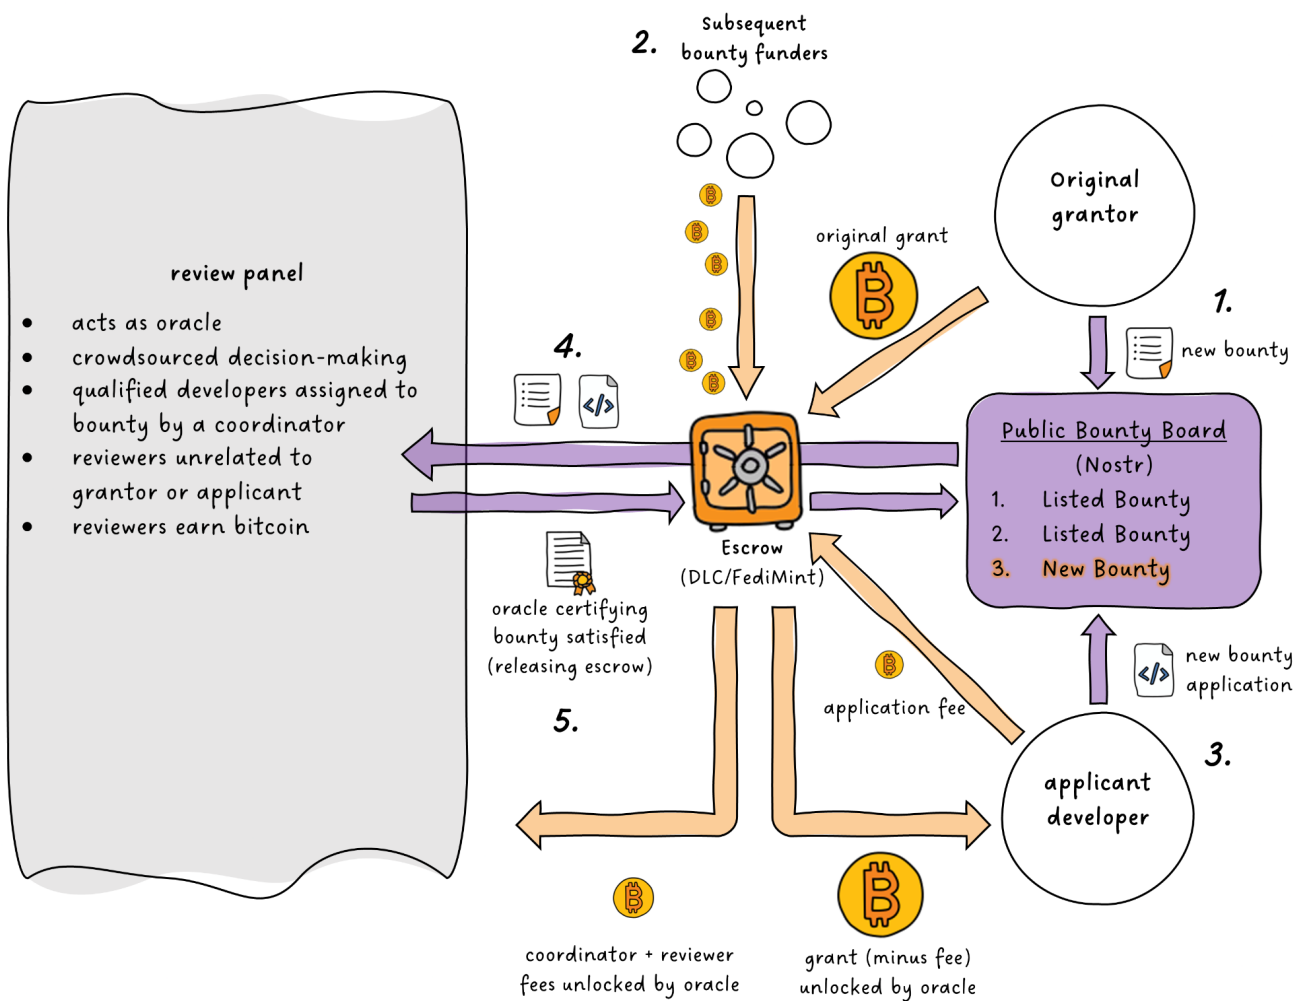 2.
Subsequent
bounty funders
Original
grantor
original grant
1.
new bounty
review panel
• acts as oracle
• crowdsourced decision-making
• qualified developers assigned to
bounty by a coordinator
• reviewers unrelated to
grantor or applicant
• reviewers earn bitcoin
4.
</>
Public Bounty Board
(Nostr)
1. Listed Bounty
2. Listed Bounty
3. New Bounty
Escrow
(DLC/FediMint)
oracle certifying
bounty satisfied
(releasing escrow)
5.
application fee
</>
new bounty
application
3.
applicant
developer
coordinator + reviewer
fees unlocked by oracle
grant (minus fee)
unlocked by oracle